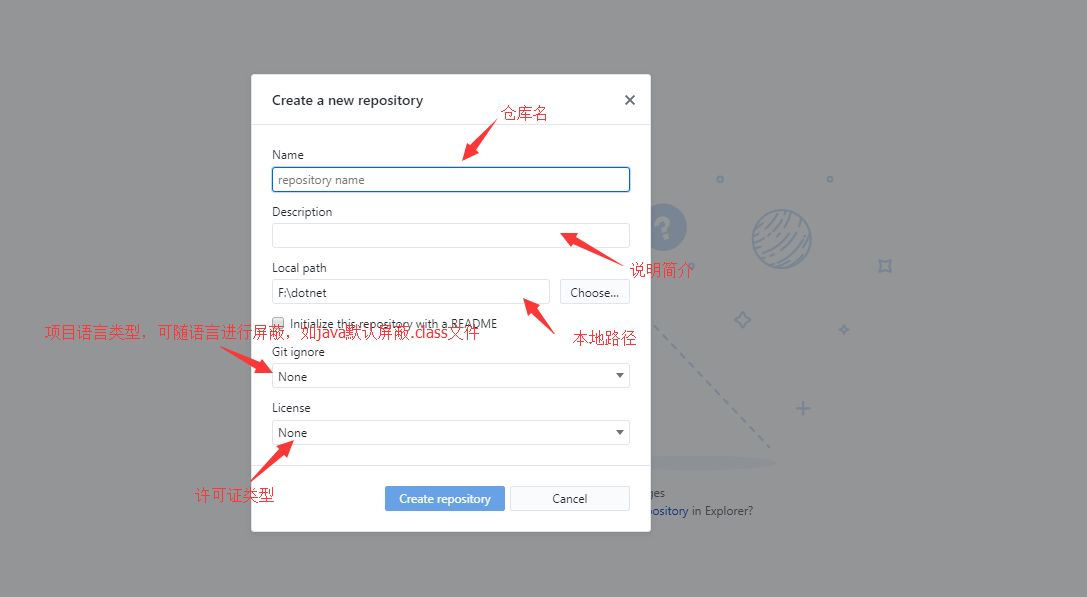 Create a new repository
仓库名
Name
repository name
Description
说明简介
Local path
F:\dotnet
Choose...
Initialize this repository with a README
项目语言类型，可随语言进行屏蔽，如java默认屏蔽.class文件
本地路径
Git ignore
None
License
None
许可证类型
Create repository
Cancel
in Explorer?